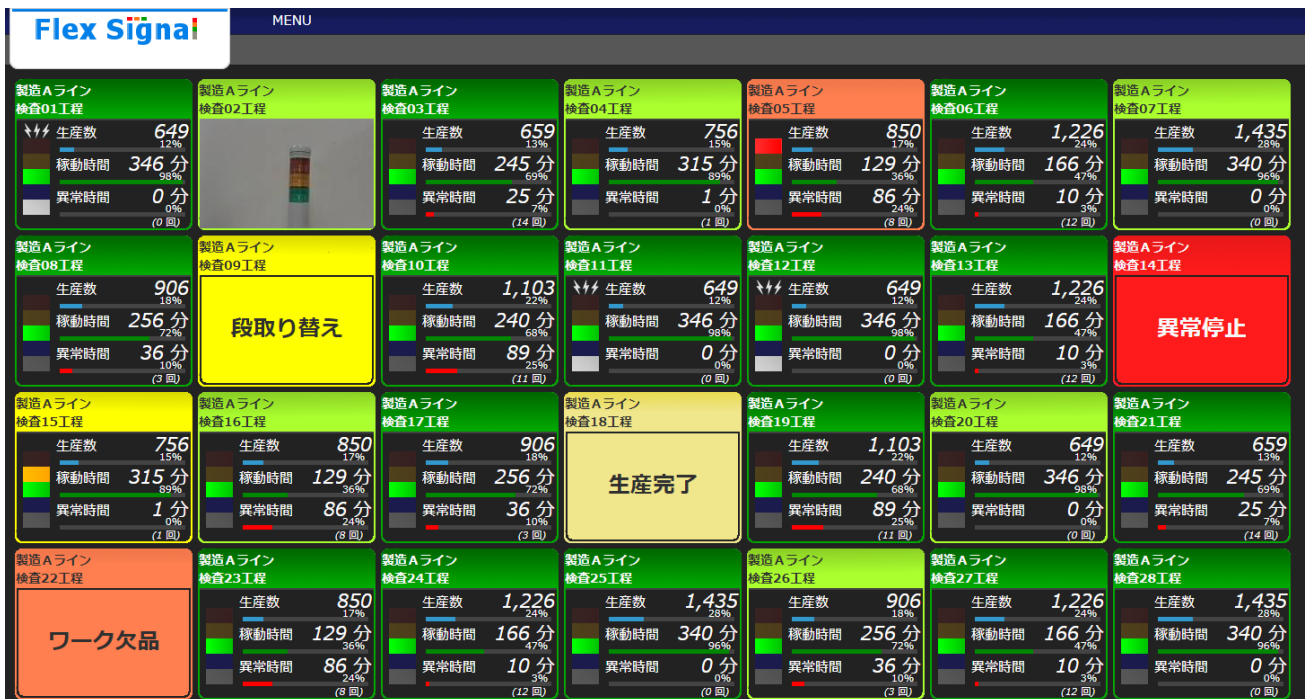 Flex Signal
MENU
製造Aライン
検査01工程
生産数 649
12%
稼動時間 346 分
98%
異常時間 0 分
0%
(0 回)
製造Aライン
検査02工程
製造Aライン
検査03工程
生産数 659
13%
稼動時間 245 分
69%
異常時間 25 分
7%
(14 回)
製造Aライン
検査04工程
生産数 756
15%
稼動時間 315 分
89%
異常時間 1 分
0%
(1 回)
製造Aライン
検査05工程
生産数 850
17%
稼動時間 129 分
36%
異常時間 86 分
24%
(8 回)
製造Aライン
検査06工程
生産数 1,226
24%
稼動時間 166 分
47%
異常時間 10 分
3%
(12 回)
製造Aライン
検査07工程
生産数 1,435
28%
稼動時間 340 分
96%
異常時間 0 分
0%
(0 回)
製造Aライン
検査08工程
生産数 906
18%
稼動時間 256 分
72%
異常時間 36 分
10%
(3 回)
製造Aライン
検査09工程
段取り替え
製造Aライン
検査10工程
生産数 1,103
22%
稼動時間 240 分
68%
異常時間 89 分
25%
(11 回)
製造Aライン
検査11工程
生産数 649
12%
稼動時間 346 分
98%
異常時間 0 分
0%
(0 回)
製造Aライン
検査12工程
生産数 649
12%
稼動時間 346 分
98%
異常時間 0 分
0%
(0 回)
製造Aライン
検査13工程
生産数 1,226
24%
稼動時間 166 分
47%
異常時間 10 分
3%
(12 回)
製造Aライン
検査14工程
異常停止
製造Aライン
検査15工程
生産数 756
15%
稼動時間 315 分
89%
異常時間 1 分
0%
(1 回)
製造Aライン
検査16工程
生産数 850
17%
稼動時間 129 分
36%
異常時間 86 分
24%
(8 回)
製造Aライン
検査17工程
生産数 906
18%
稼動時間 256 分
72%
異常時間 36 分
10%
(3 回)
製造Aライン
検査18工程
生産完了
製造Aライン
検査19工程
生産数 1,103
22%
稼動時間 240 分
68%
異常時間 89 分
25%
(11 回)
製造Aライン
検査20工程
生産数 649
12%
稼動時間 346 分
98%
異常時間 0 分
0%
(0 回)
製造Aライン
検査21工程
生産数 659
13%
稼動時間 245 分
69%
異常時間 25 分
7%
(14 回)
製造Aライン
検査22工程
ワーク欠品
製造Aライン
検査23工程
生産数 850
17%
稼動時間 129 分
36%
異常時間 86 分
24%
(8 回)
製造Aライン
検査24工程
生産数 1,226
24%
稼動時間 166 分
47%
異常時間 10 分
3%
(12 回)
製造Aライン
検査25工程
生産数 1,435
28%
稼動時間 340 分
96%
異常時間 0 分
0%
(0 回)
製造Aライン
検査26工程
生産数 906
18%
稼動時間 256 分
72%
異常時間 36 分
10%
(3 回)
製造Aライン
検査27工程
生産数 1,226
24%
稼動時間 166 分
47%
異常時間 10 分
3%
(12 回)
製造Aライン
検査28工程
生産数 1,435
28%
稼動時間 340 分
96%
異常時間 0 分
0%
(0 回)